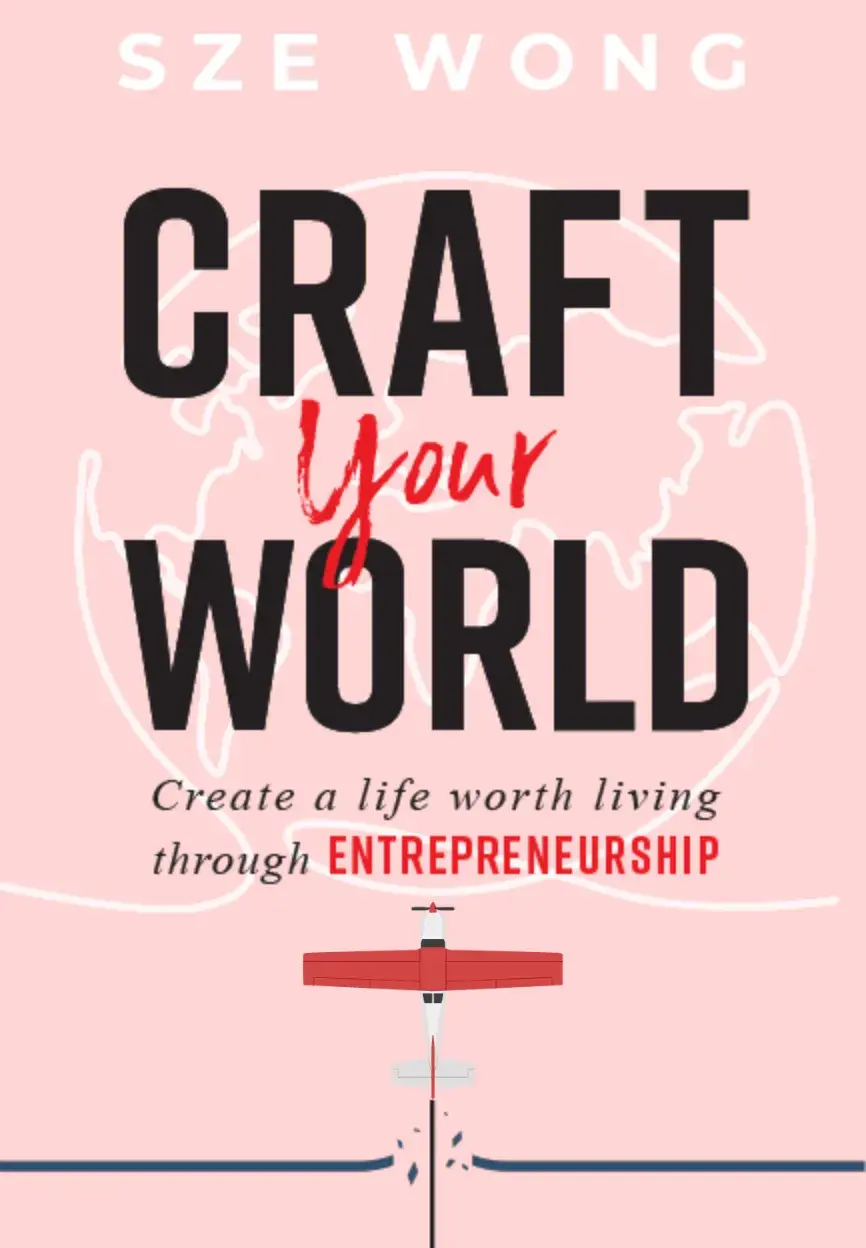 SZE WONG
CRAFT
Your
WORLD
Create a life worth living
through ENTREPRENEURSHIP